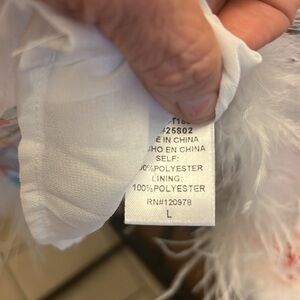 #25802
E IN CHINA
HO EN CHINA
SELF:
00%POLYESTER
LINING:
100%POLYESTER
RN#120978
L